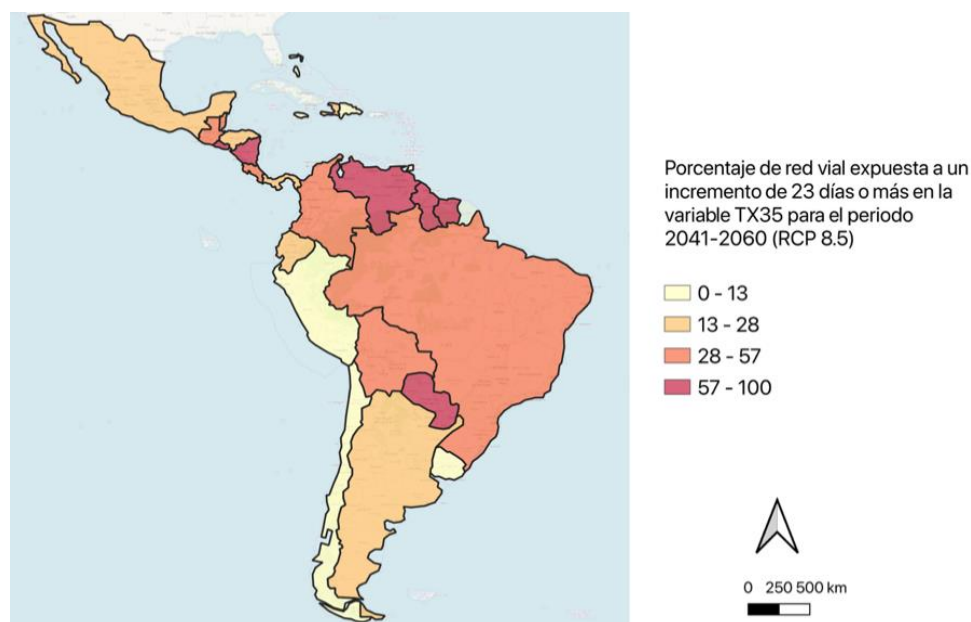 Porcentaje de red vial expuesta a un
incremento de 23 días o más en la
variable TX35 para el periodo
2041-2060 (RCP 8.5)
0 - 13
13 - 28
28 - 57
57 - 100
0 250 500 km